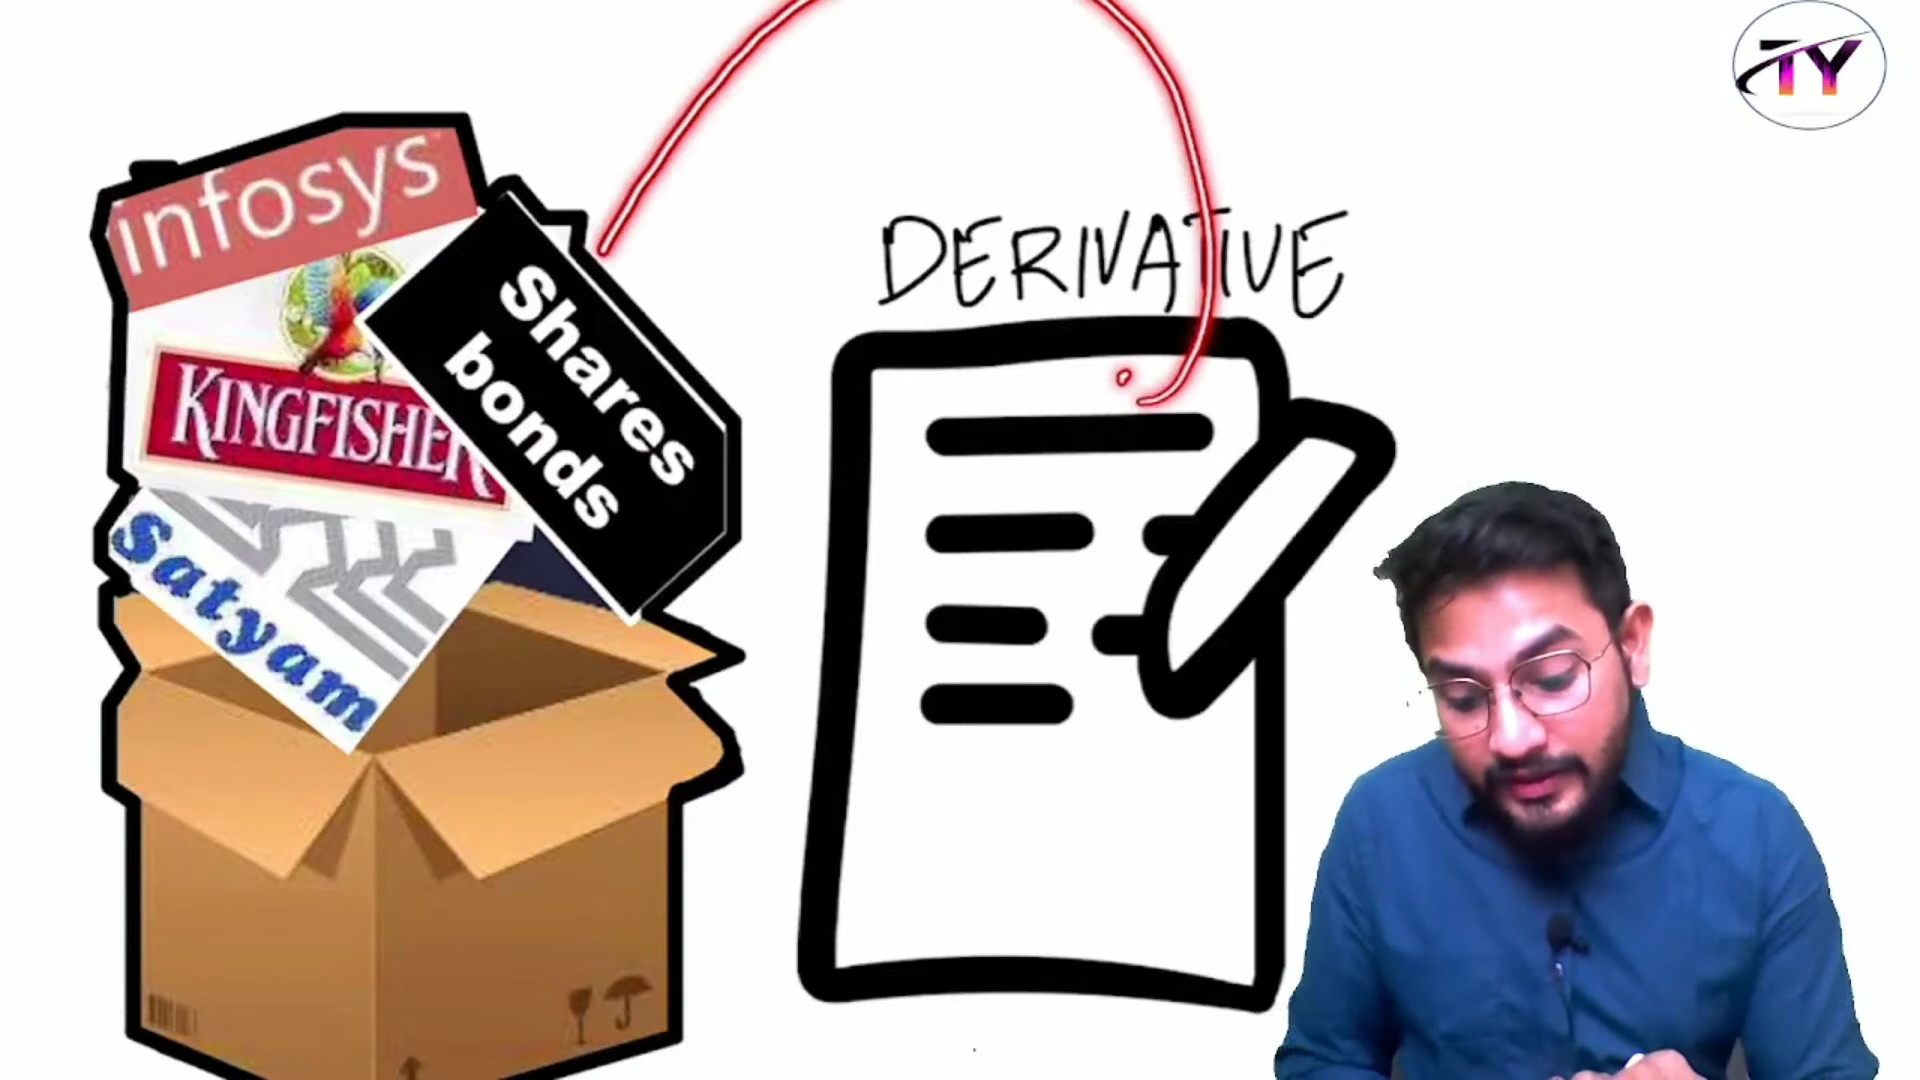 TY
infosys
Shares
bonds
DERIVATIVE
KINGFISHER
Satyam